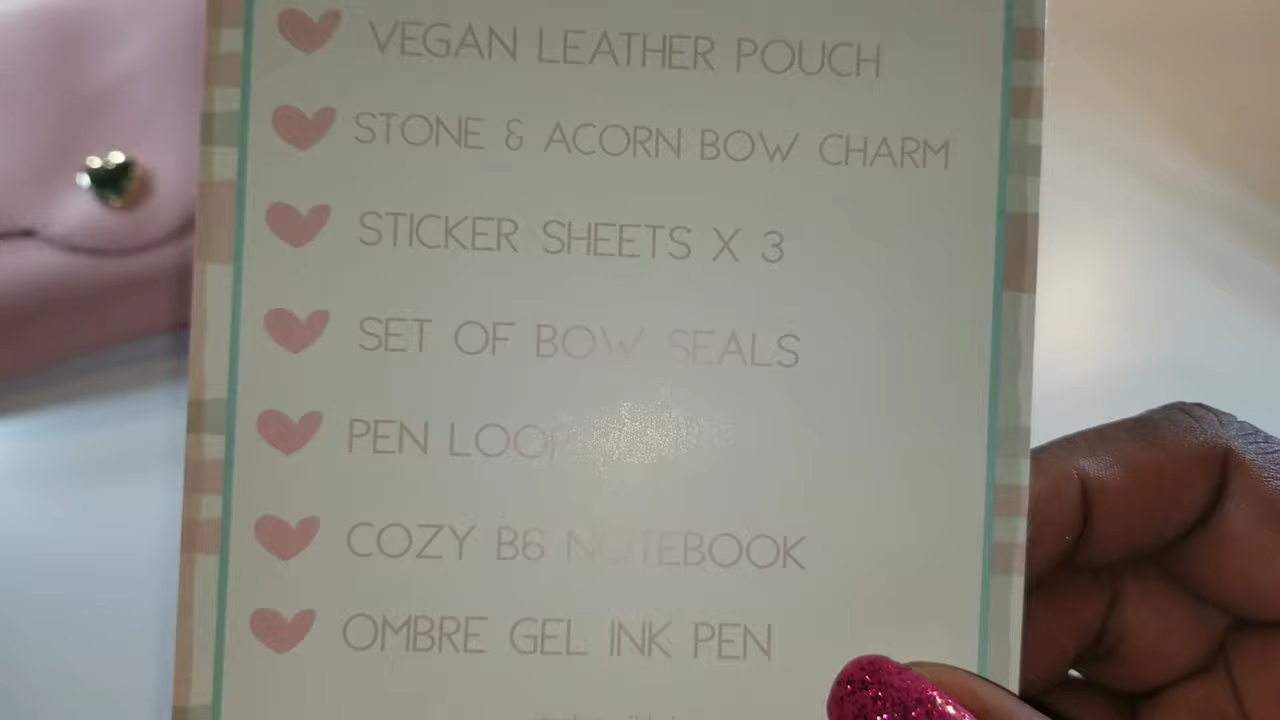 VEGAN LEATHER POUCH
STONE & ACORN BOW CHARM
STICKER SHEETS X 3
SET OF BOW SEALS
PEN LOOP
COZY B6 NOTEBOOK
OMBRE GEL INK PEN